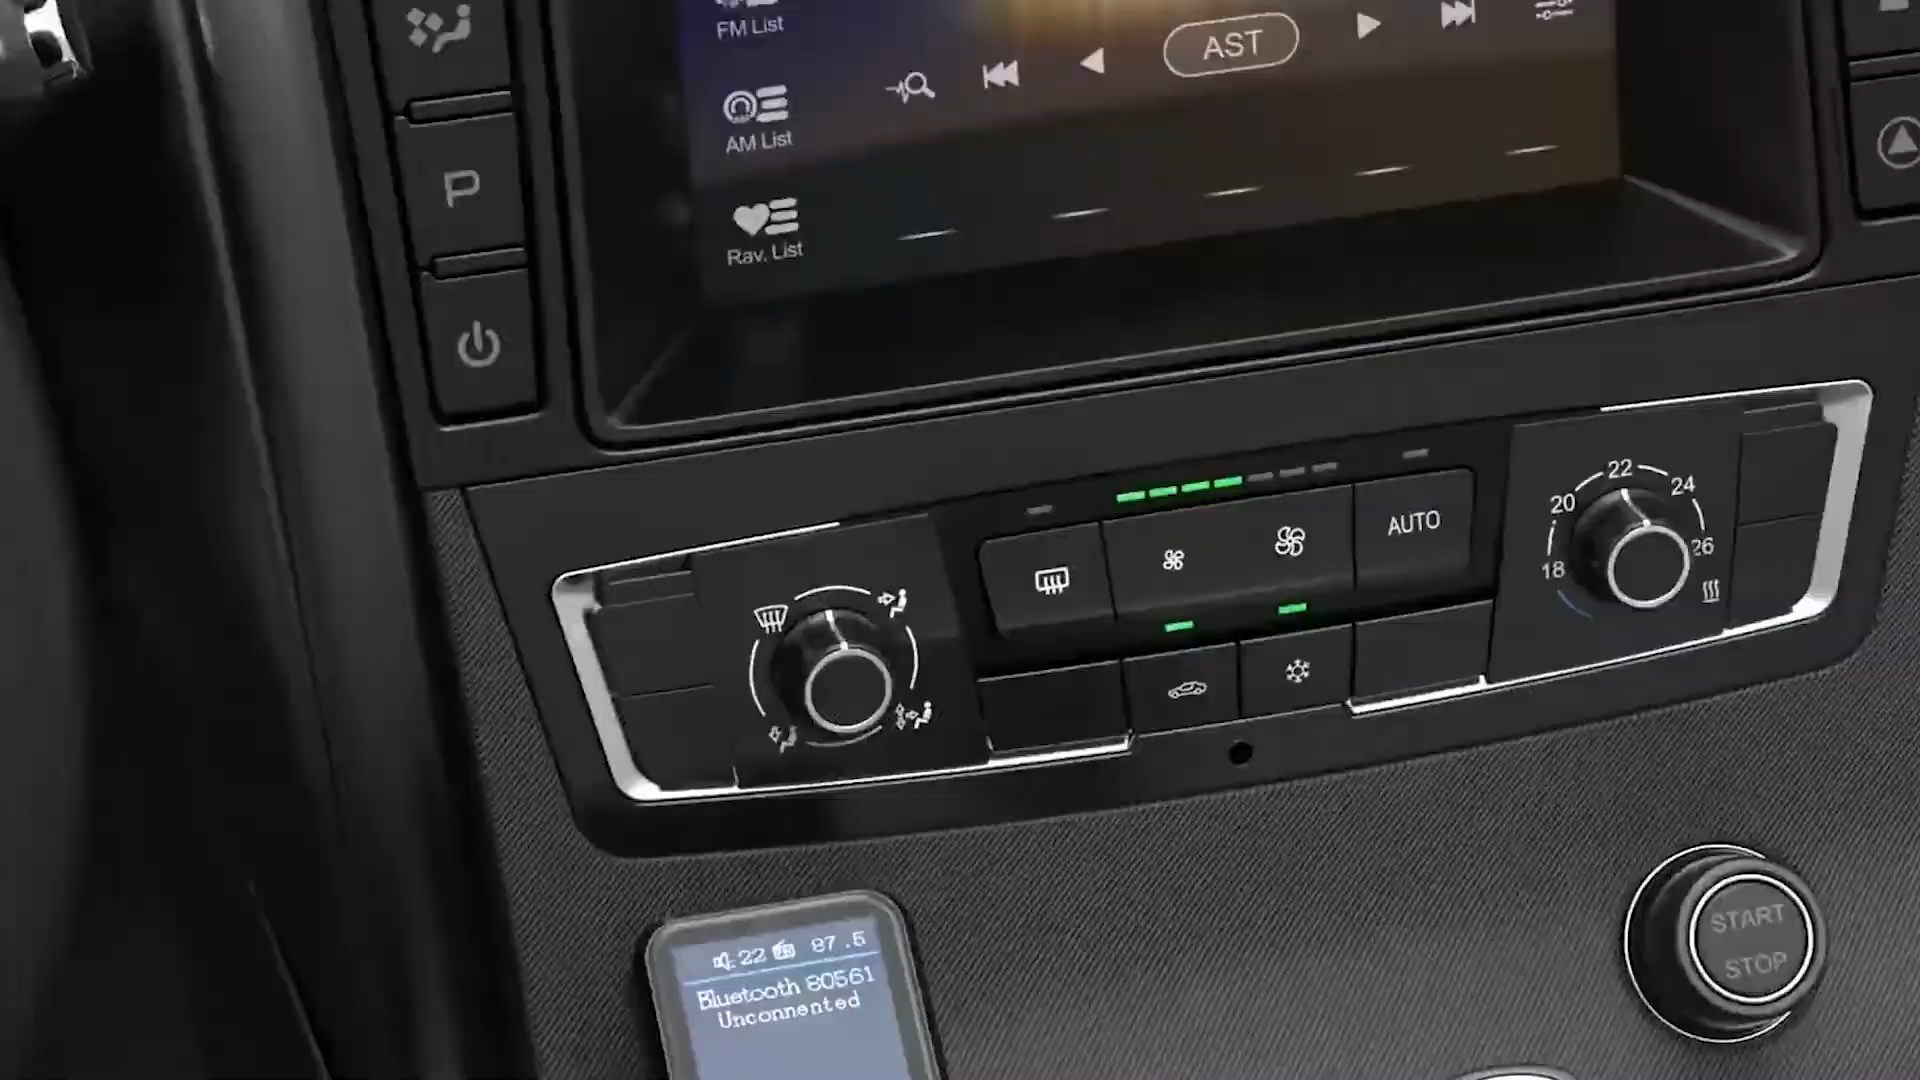 FM List
AST
AM List
P
Rav. List
AUTO
22
20
24
26
18
22 87.5
Bluetooth 80561
Unconnented
START
STOP